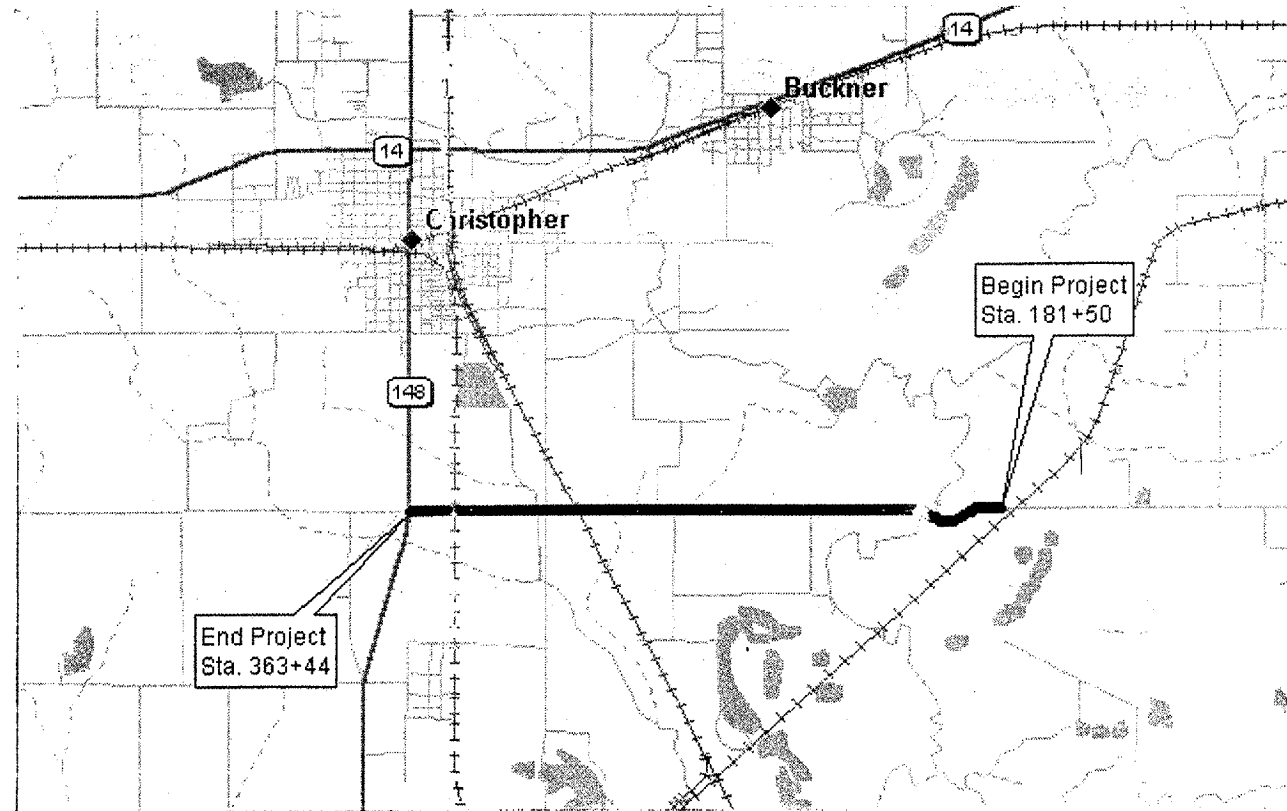 14
Buckner
14
Christopher
Begin Project
Sta. 181+50
148
End Project
Sta. 363+44